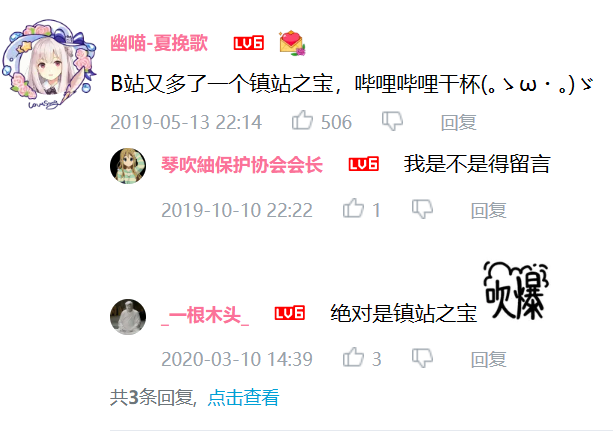 幽喵-夏挽歌 LV6
B站又多了一个镇站之宝，哔哩哔哩干杯(｡ゝω・｡)ゞ
2019-05-13 22:14 506 回复
琴吹紬保护协会会长 LV6 我是不是得留言
2019-10-10 22:22 1 回复
_一根木头_ LV6 绝对是镇站之宝 吹爆
2020-03-10 14:39 3 回复
共3条回复, 点击查看